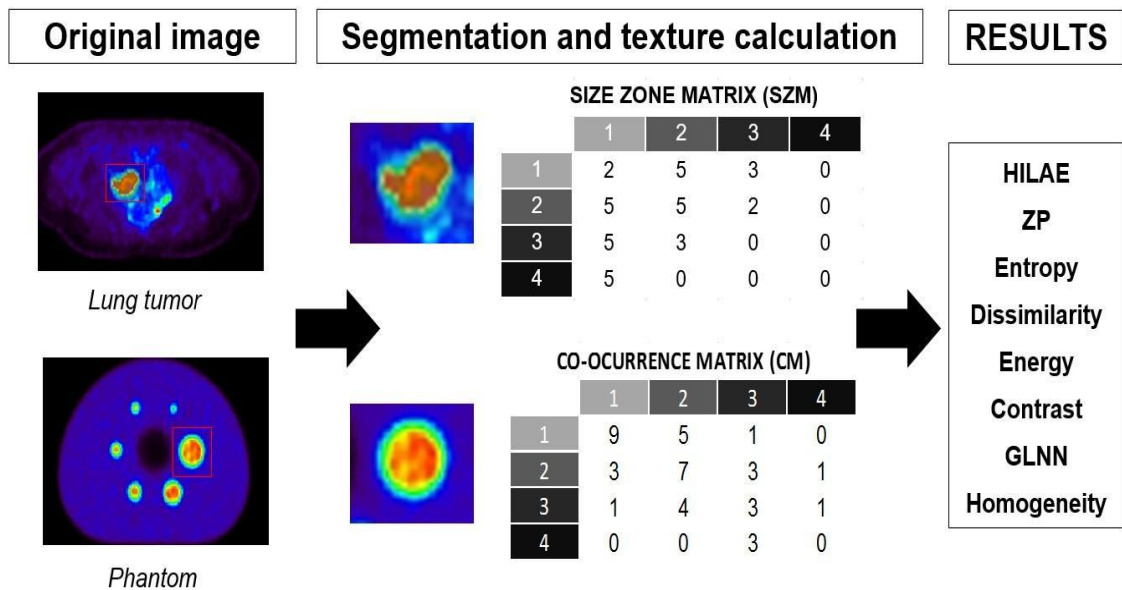 Original image
Segmentation and texture calculation
RESULTS
Lung tumor
Phantom
SIZE ZONE MATRIX (SZM)
1 2 3 4
1 2 5 3 0
2 5 5 2 0
3 5 3 0 0
4 5 0 0 0
CO-OCURRENCE MATRIX (CM)
1 2 3 4
1 9 5 1 0
2 3 7 3 1
3 1 4 3 1
4 0 0 3 0
HILAE
ZP
Entropy
Dissimilarity
Energy
Contrast
GLNN
Homogeneity